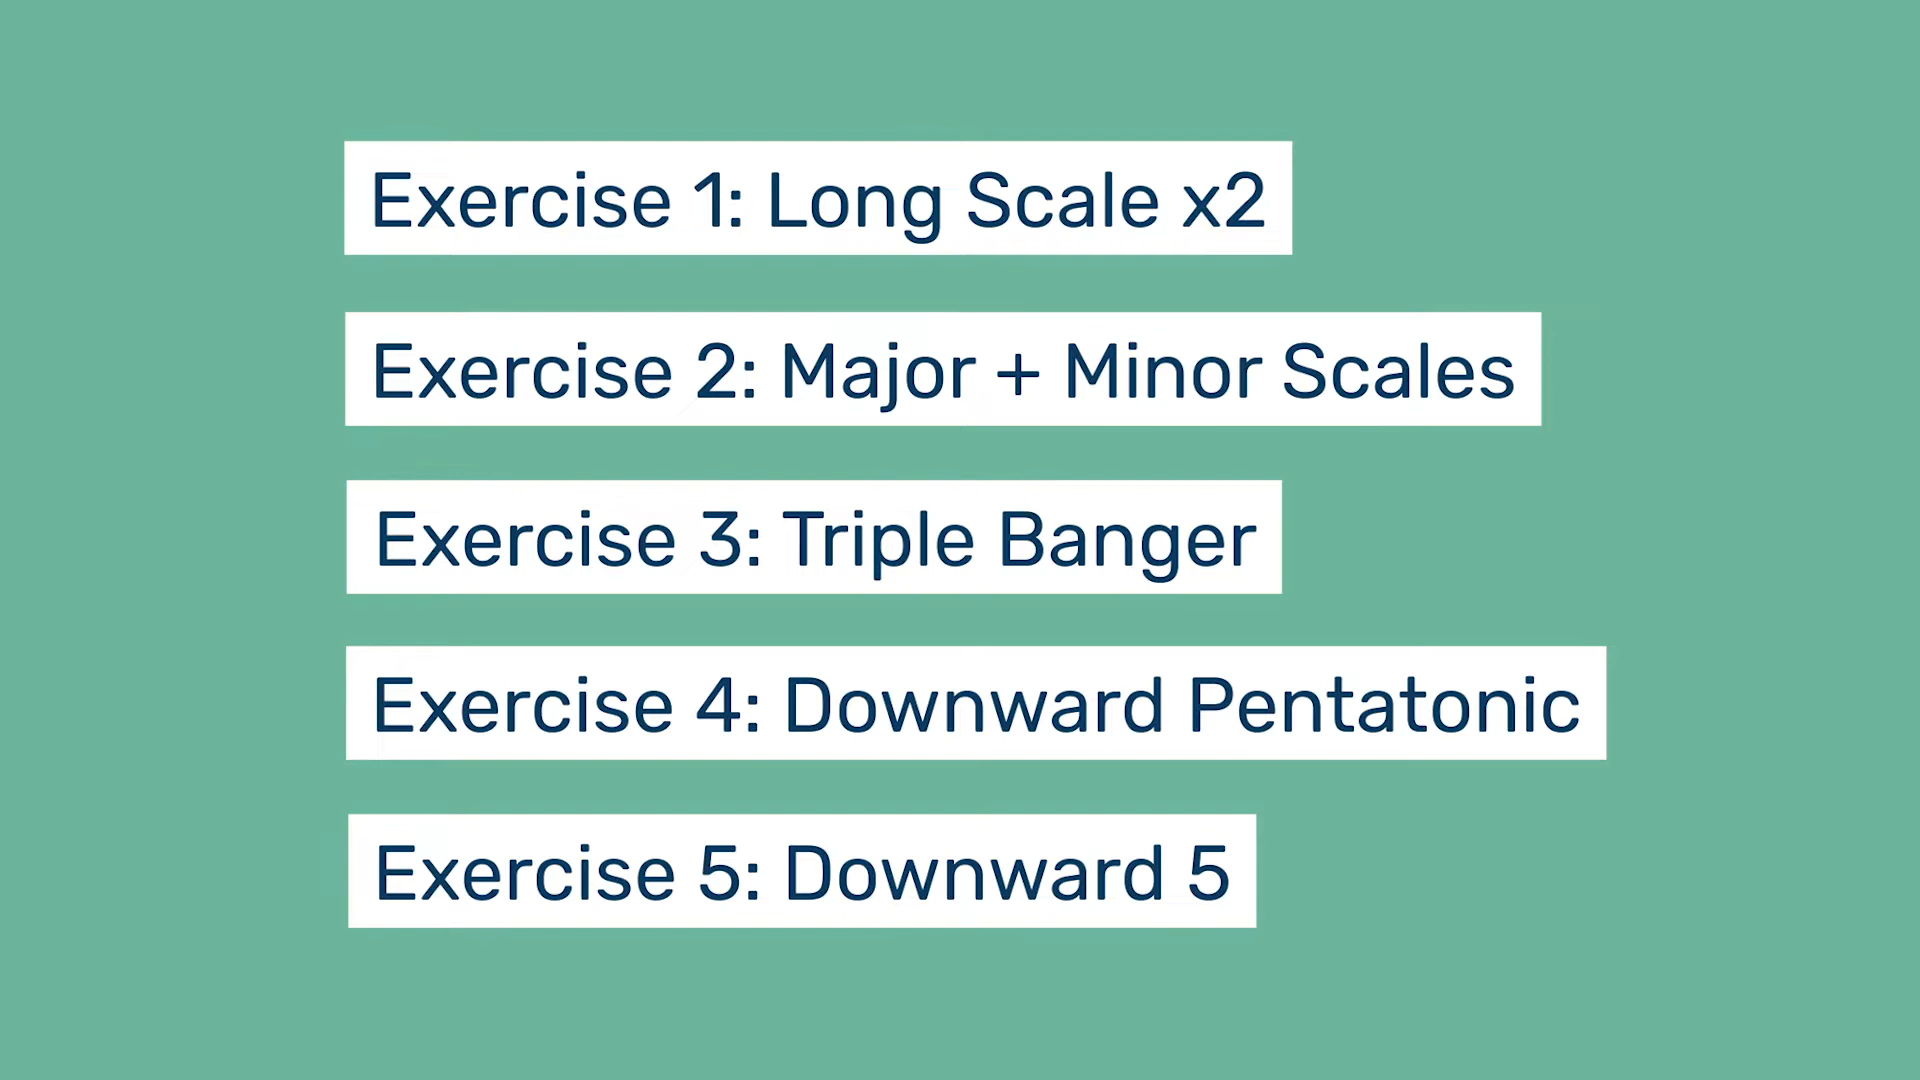 Exercise 1: Long Scale x2
Exercise 2: Major + Minor Scales
Exercise 3: Triple Banger
Exercise 4: Downward Pentatonic
Exercise 5: Downward 5